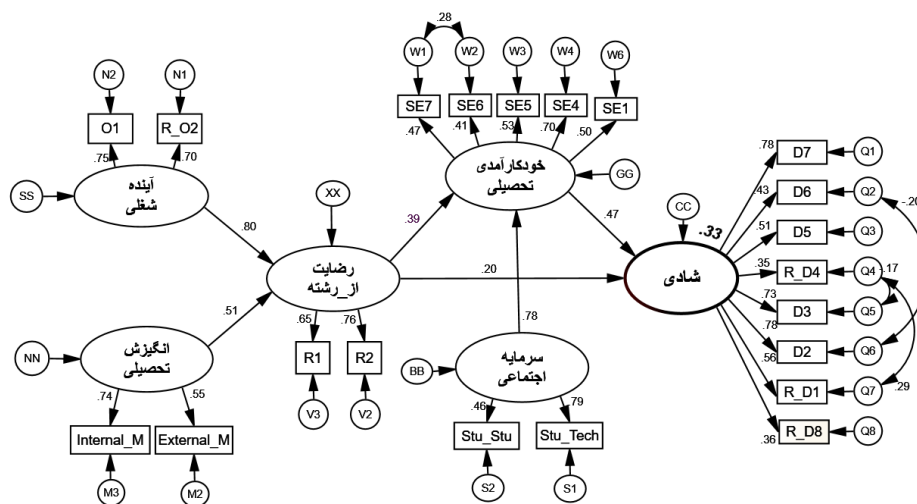 .28
N2 N1 W1 W2 W3 W4 W6
O1 R_O2 SE7 SE6 SE5 SE4 SE1
.75 .70 .47 .41 .53 .70 .50
SS
آینده
شغلی
XX
خودکارآمدی
تحصیلی
GG
.80 .39 .47
CC
.33
رضایت
از_رشته
.20
شادی
.78 D7 Q1
.43 D6 Q2 -.20
.51 D5 Q3
.35 R_D4 Q4 -.17
.73 D3 Q5
.78 D2 Q6
.56 R_D1 Q7 .29
.36 R_D8 Q8
.51 .65 .76 .78
R1 R2
V3 V2
NN
انگیزش
تحصیلی
.74 .55
Internal_M External_M
M3 M2
BB
سرمایه
اجتماعی
.46 .79
Stu_Stu Stu_Tech
S2 S1